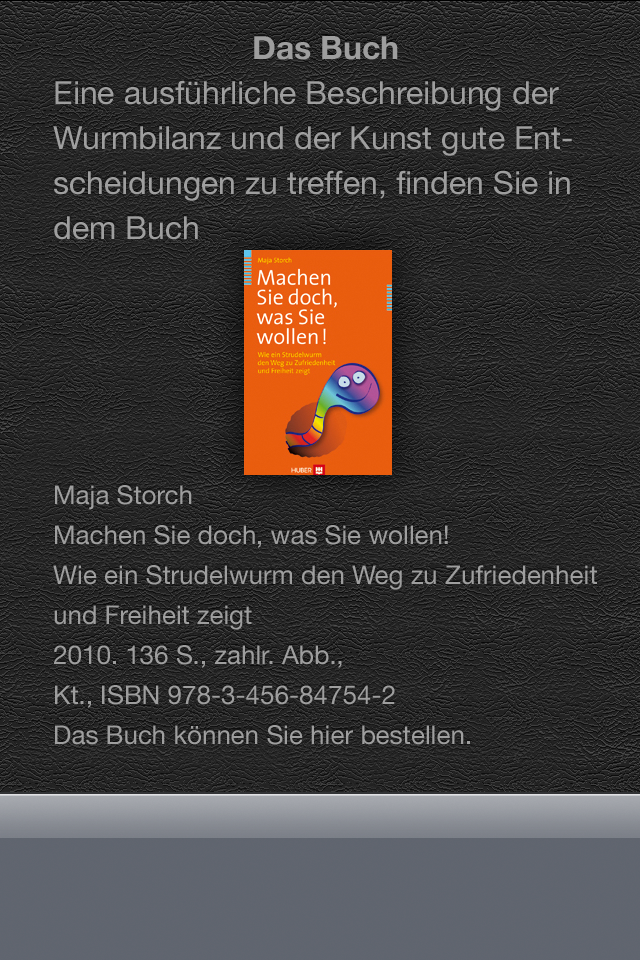 Das Buch
Eine ausführliche Beschreibung der
Wurmbilanz und der Kunst gute Ent-
scheidungen zu treffen, finden Sie in
dem Buch
Maja Storch
Machen
Sie doch,
was Sie
wollen!
Wie ein Strudelwurm
den Weg zu Zufriedenheit
und Freiheit zeigt
HUBER
Maja Storch
Machen Sie doch, was Sie wollen!
Wie ein Strudelwurm den Weg zu Zufriedenheit
und Freiheit zeigt
2010. 136 S., zahlr. Abb.,
Kt., ISBN 978-3-456-84754-2
Das Buch können Sie hier bestellen.